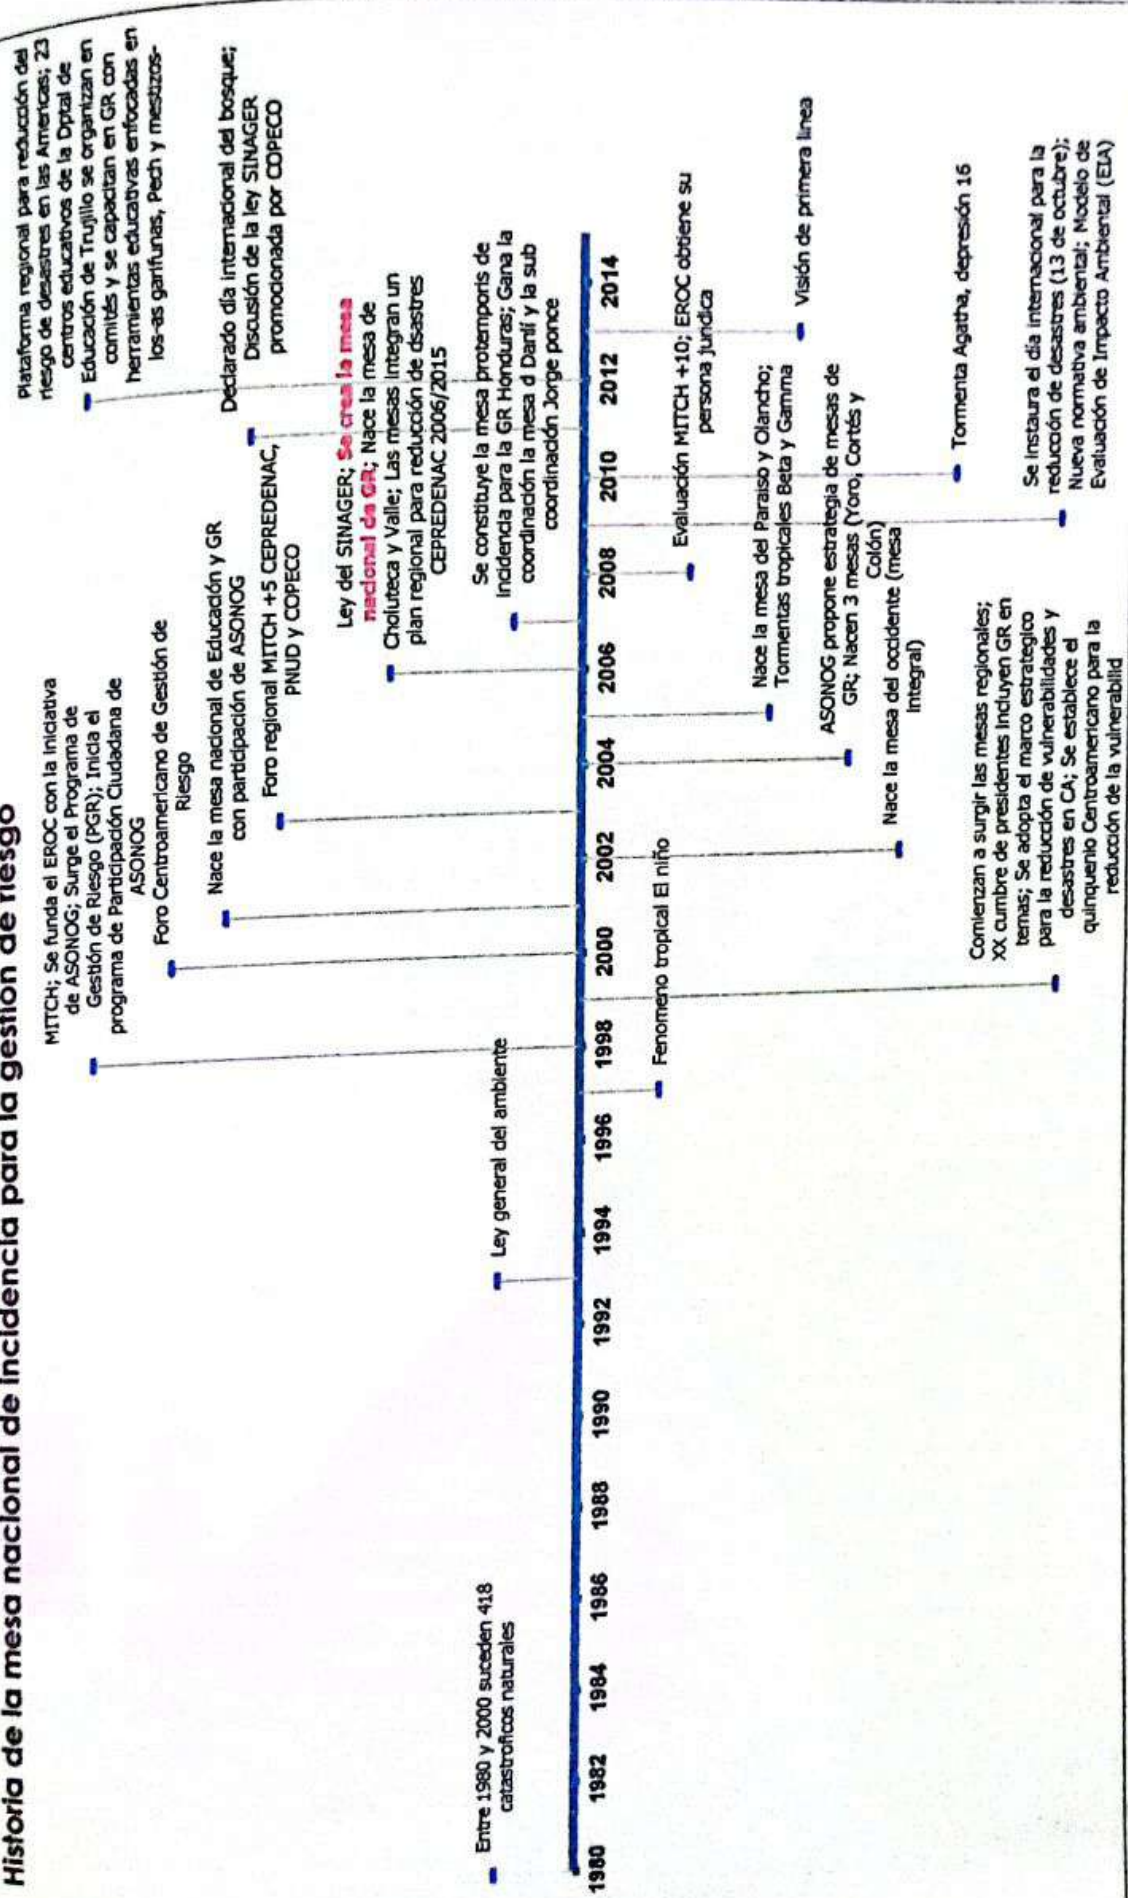 Historia de la mesa nacional de incidencia para la gestión de riesgo
Plataforma regional para reducción del
riesgo de desastres en las Americas; 23
centros educativos de la Dptal de
Educación de Trujillo se organizan en
comités y se capacitan en GR con
herramientas educativas enfocadas en
los-as garifunas, Pech y mestizos-
MITCH; Se funda el EROC con la Iniciativa
de ASONOG; Surge el Programa de
Gestión de Riesgo (PGR); Inicia el
programa de Participación Ciudadana de
ASONOG
Foro Centroamericano de Gestión de
Riesgo
Nace la mesa nacional de Educación y GR
con participación de ASONOG
Declarado día internacional del bosque;
Discusión de la ley SINAGER
promocionada por COPECO
Foro regional MITCH +5 CEPREDENAC,
PNUD y COPECO
Ley del SINAGER; Se crea la mesa
nacional de GR; Nace la mesa de
Choluteca y Valle; Las mesas integran un
plan regional para reducción de dsastres
CEPREDENAC 2006/2015
Se constituye la mesa protemporis de
incidencia para la GR Honduras; Gana la
coordinación la mesa d Danlí y la sub
coordinación Jorge ponce
Ley general del ambiente
Entre 1980 y 2000 suceden 418
catastroficos naturales
1980
1982
1984
1986
1988
1990
1992
1994
1996
1998
2000
2002
2004
2006
2008
2010
2012
2014
Fenomeno tropical El niño
Evaluación MITCH +10; EROC obtiene su
persona juridica
Nace la mesa del Paraiso y Olancho;
Tormentas tropicales Beta y Gamma
Visión de primera linea
ASONOG propone estrategia de mesas de
GR; Nacen 3 mesas (Yoro, Cortés y
Colón)
Nace la mesa del occidente (mesa
Integral)
Tormenta Agatha, depresión 16
Comienzan a surgir las mesas regionales;
XX cumbre de presidentes incluyen GR en
temas; Se adopta el marco estrategico
para la reducción de vulnerabilidades y
desastres en CA; Se establece el
quinquenio Centroamericano para la
reducción de la vulnerabilid
Se instaura el día internacional para la
reducción de desastres (13 de octubre);
Nueva normativa ambiental; Modelo de
Evaluación de Impacto Ambiental (EIA)